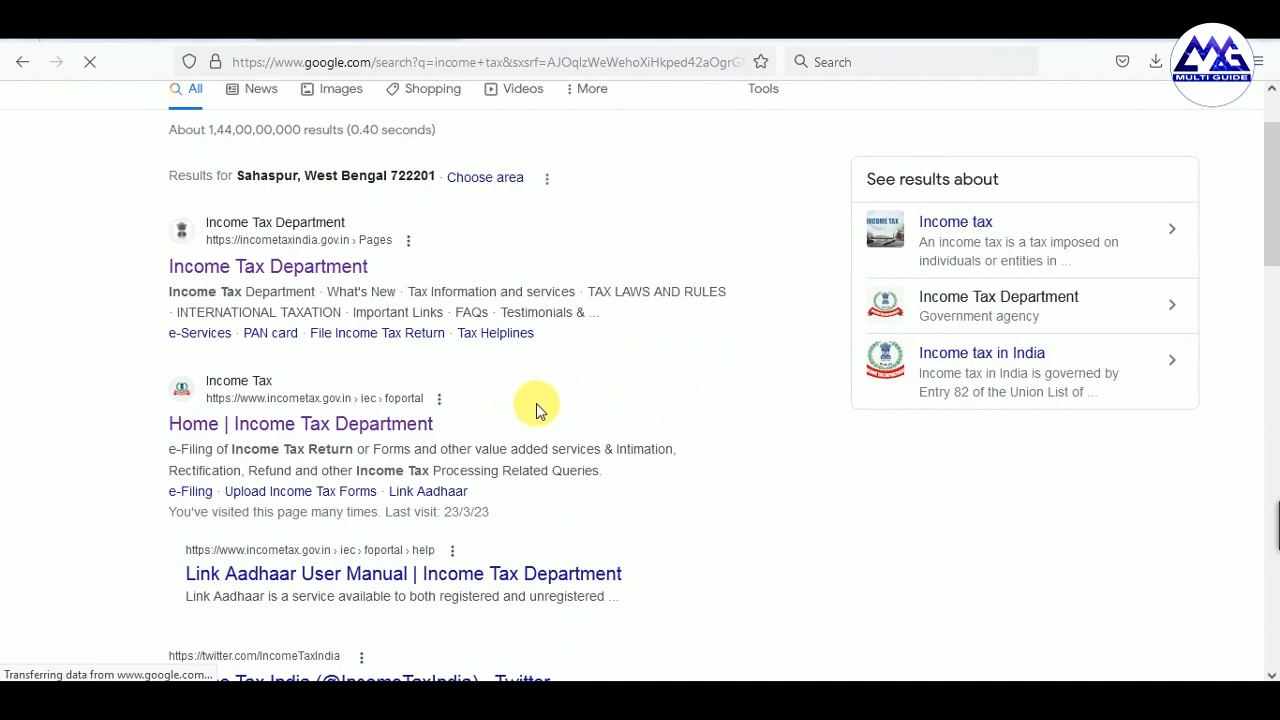 https://www.google.com/search?q=income+tax&sxsrf=AJOqlzWeWehoXiHkped42aOgrG
Search
MULTI GUIDE
All
News
Images
Shopping
Videos
More
Tools
About 1,44,00,00,000 results (0.40 seconds)
Results for Sahaspur, West Bengal 722201 · Choose area
See results about
Income Tax Department
https://incometaxindia.gov.in › Pages
Income Tax Department
Income Tax Department · What's New · Tax Information and services · TAX LAWS AND RULES
· INTERNATIONAL TAXATION · Important Links · FAQs · Testimonials & ...
e-Services · PAN card · File Income Tax Return · Tax Helplines
Income tax
An income tax is a tax imposed on
individuals or entities in ...
Income Tax Department
Government agency
Income tax in India
Income tax in India is governed by
Entry 82 of the Union List of ...
Income Tax
https://www.incometax.gov.in › iec › foportal
Home | Income Tax Department
e-Filing of Income Tax Return or Forms and other value added services & Intimation,
Rectification, Refund and other Income Tax Processing Related Queries.
e-Filing · Upload Income Tax Forms · Link Aadhaar
You've visited this page many times. Last visit: 23/3/23
https://www.incometax.gov.in › iec › foportal › help
Link Aadhaar User Manual | Income Tax Department
Link Aadhaar is a service available to both registered and unregistered ...
https://twitter.com/IncomeTaxIndia
Tax India (@IncomeTaxIndia) - Twitter
Transferring data from www.google.com...